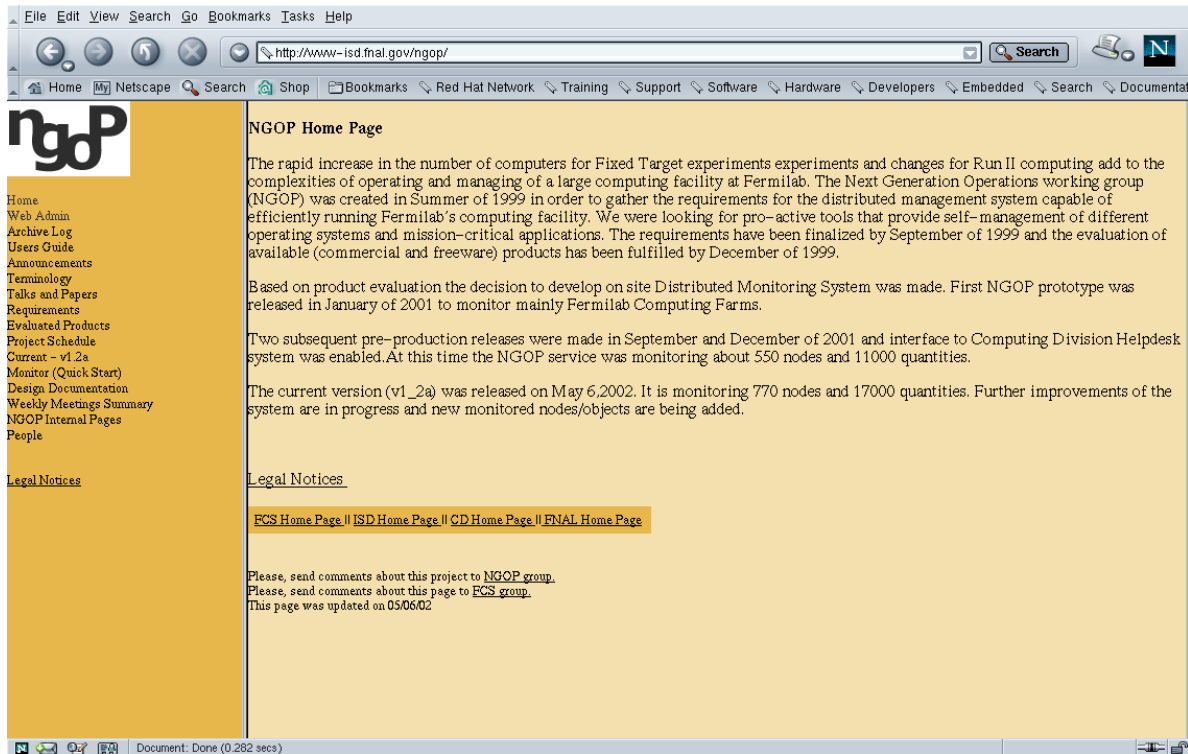 File Edit View Search Go Bookmarks Tasks Help
http://www-isd.fnal.gov/ngop/
Search
N
Home My Netscape Search Shop Bookmarks Red Hat Network Training Support Software Hardware Developers Embedded Search Documentat
ngop
Home
Web Admin
Archive Log
Users Guide
Announcements
Terminology
Talks and Papers
Requirements
Evaluated Products
Project Schedule
Current - v1.2a
Monitor (Quick Start)
Design Documentation
Weekly Meetings Summary
NGOP Internal Pages
People
Legal Notices
NGOP Home Page
The rapid increase in the number of computers for Fixed Target experiments experiments and changes for Run II computing add to the
complexities of operating and managing of a large computing facility at Fermilab. The Next Generation Operations working group
(NGOP) was created in Summer of 1999 in order to gather the requirements for the distributed management system capable of
efficiently running Fermilab's computing facility. We were looking for pro-active tools that provide self-management of different
operating systems and mission-critical applications. The requirements have been finalized by September of 1999 and the evaluation of
available (commercial and freeware) products has been fulfilled by December of 1999.
Based on product evaluation the decision to develop on site Distributed Monitoring System was made. First NGOP prototype was
released in January of 2001 to monitor mainly Fermilab Computing Farms.
Two subsequent pre-production releases were made in September and December of 2001 and interface to Computing Division Helpdesk
system was enabled.At this time the NGOP service was monitoring about 550 nodes and 11000 quantities.
The current version (v1_2a) was released on May 6,2002. It is monitoring 770 nodes and 17000 quantities. Further improvements of the
system are in progress and new monitored nodes/objects are being added.
Legal Notices
FCS Home Page || ISD Home Page || CD Home Page || FNAL Home Page
Please, send comments about this project to NGOP group.
Please, send comments about this page to FCS group.
This page was updated on 05/06/02
N Document: Done (0.282 secs)